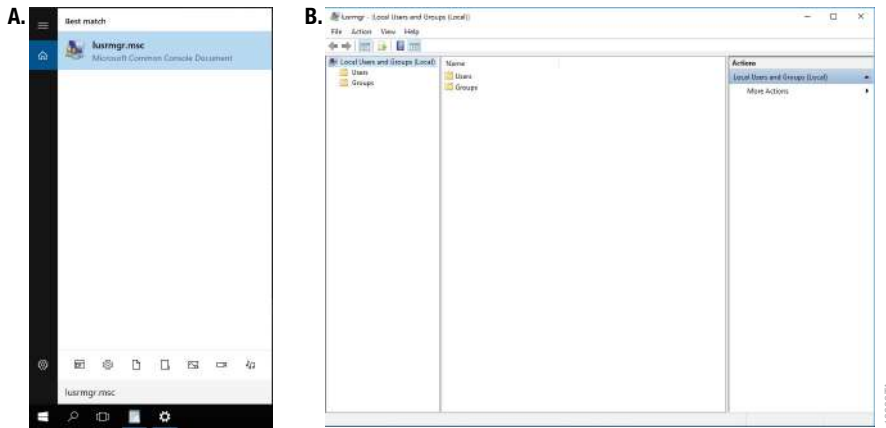 A.
Best match
lusrmgr.msc
Microsoft Common Console Document
lusrmgr.msc
B.
lusrmgr - [Local Users and Groups (Local)]
File Action View Help
Local Users and Groups (Local)
Users
Groups
Name
Users
Groups
Actions
Local Users and Groups (Local)
More Actions